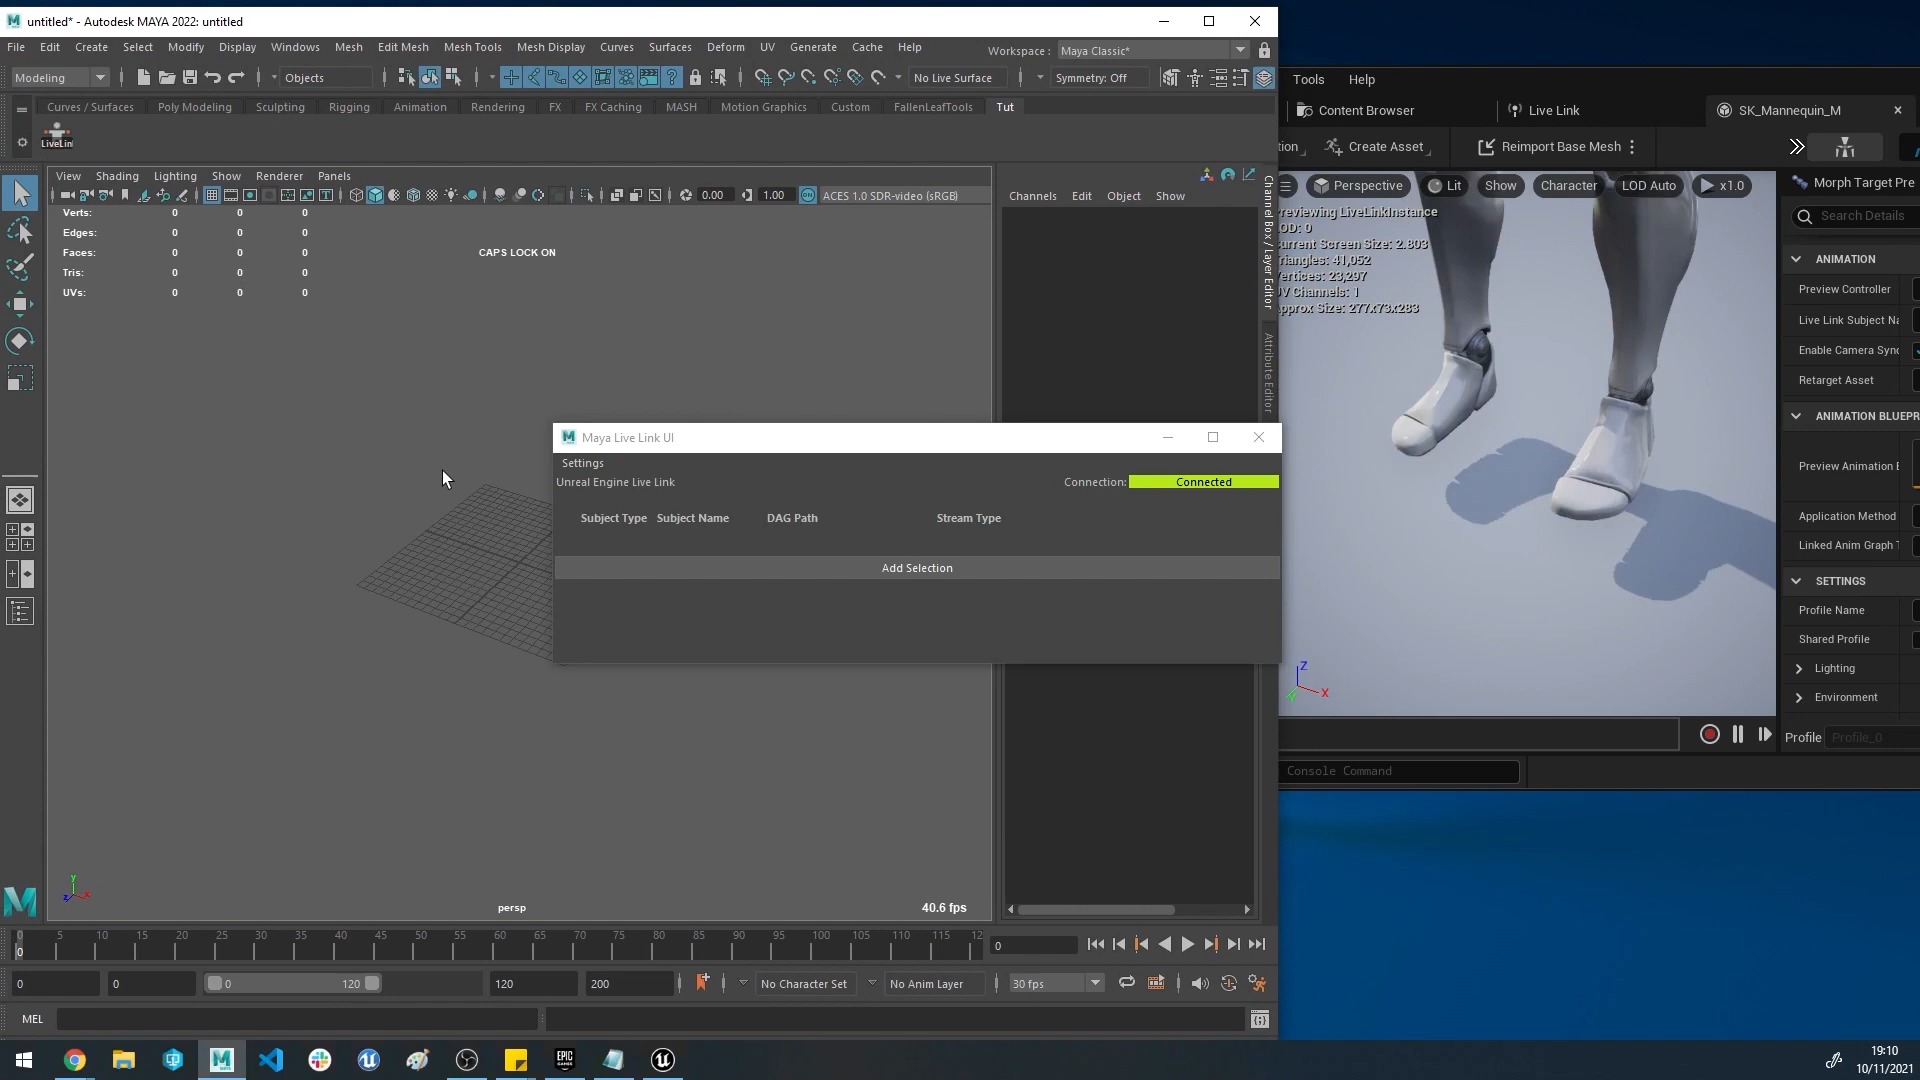 untitled* - Autodesk MAYA 2022: untitled
File Edit Create Select Modify Display Windows Mesh Edit Mesh Mesh Tools Mesh Display Curves Surfaces Deform UV Generate Cache Help
Workspace : Maya Classic*
Modeling Objects No Live Surface Symmetry: Off
Curves / Surfaces Poly Modeling Sculpting Rigging Animation Rendering FX FX Caching MASH Motion Graphics Custom FallenLeafTools Tut
LiveLin
View Shading Lighting Show Renderer Panels
0.00 1.00 ACES 1.0 SDR-video (sRGB)
Verts: 0 0 0
Edges: 0 0 0
Faces: 0 0 0
Tris: 0 0 0
UVs: 0 0 0
CAPS LOCK ON
Channels Edit Object Show
Channel Box / Layer Editor
Attribute Editor
Maya Live Link UI
Settings
Unreal Engine Live Link
Connection: Connected
Subject Type Subject Name DAG Path Stream Type
Add Selection
y
z x
persp
40.6 fps
0 5 10 15 20 25 30 35 40 45 50 55 60 65 70 75 80 85 90 95 100 105 110 115 12
0
0
0 0 0 120 120 200
No Character Set No Anim Layer 30 fps
MEL
Tools Help
Content Browser Live Link SK_Mannequin_M
tion Create Asset Reimport Base Mesh
Perspective Lit Show Character LOD Auto x1.0
reviewing LiveLinkInstance
LOD: 0
urrent Screen Size: 2.803
riangles: 41,052
ertices: 23,297
UV Channels: 1
pprox Size: 277x73x283
Z
X
Y
Morph Target Pre
Search Details
ANIMATION
Preview Controller
Live Link Subject Na
Enable Camera Sync
Retarget Asset
ANIMATION BLUEPR
Preview Animation B
Application Method
Linked Anim Graph T
SETTINGS
Profile Name
Shared Profile
Lighting
Environment
Profile Profile_0
Console Command
EPIC
GAMES
19:10
10/11/2021